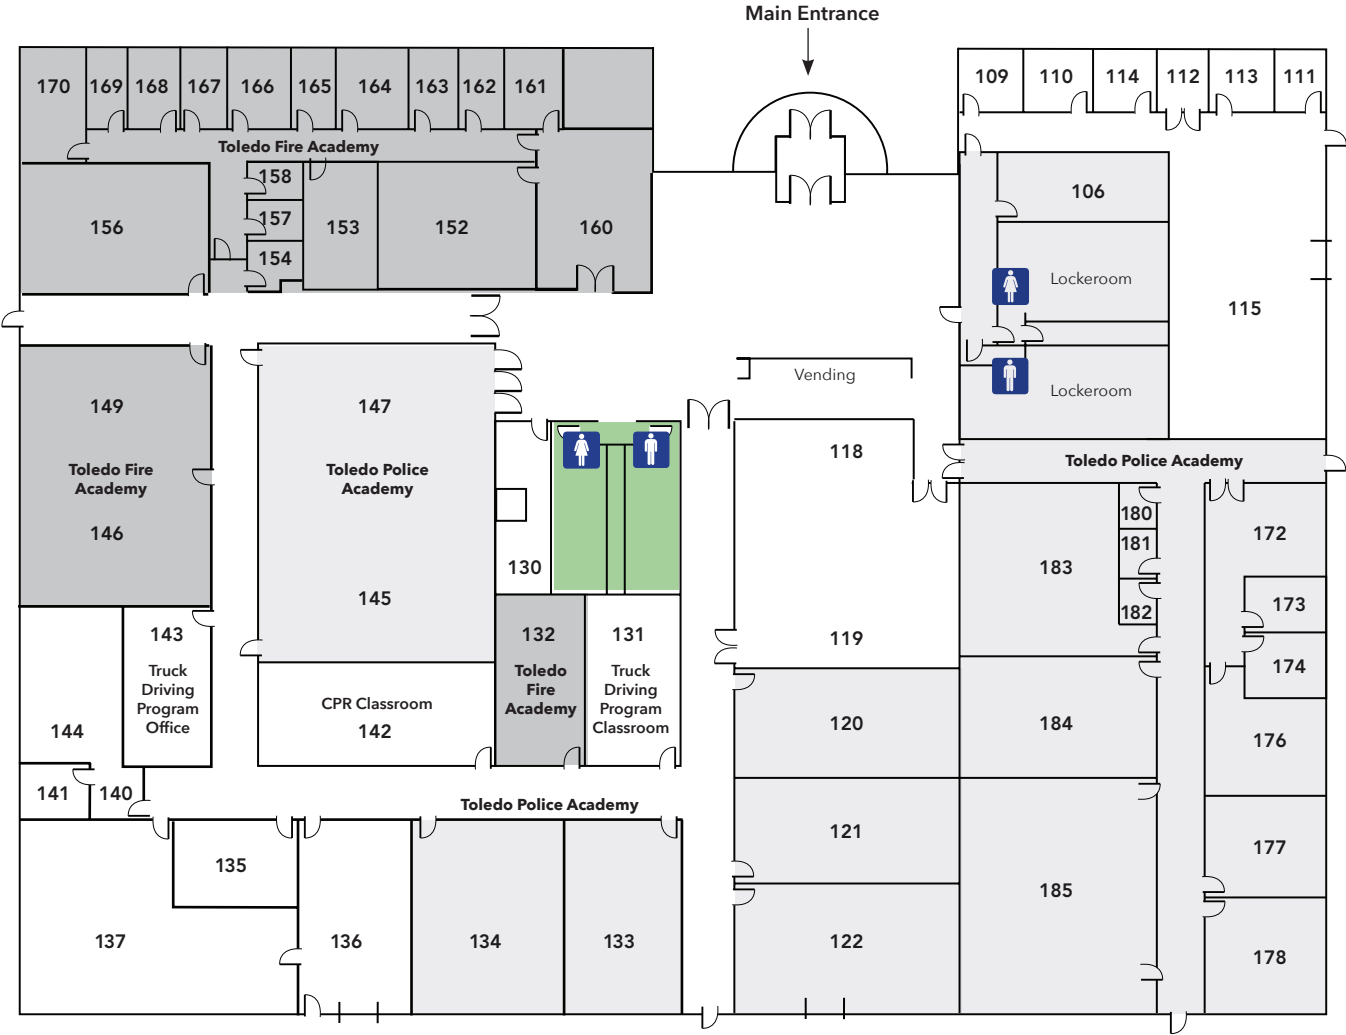 Main Entrance
170
169
168
167
166
165
164
163
162
161
109
110
114
112
113
111
Toledo Fire Academy
158
157
154
156
153
152
160
106
Lockeroom
115
Lockeroom
Vending
149
Toledo Fire
Academy
146
147
Toledo Police
Academy
145
118
Toledo Police Academy
130
119
183
180
181
182
172
173
174
143
Truck
Driving
Program
Office
132
Toledo
Fire
Academy
131
Truck
Driving
Program
Classroom
CPR Classroom
142
144
141
140
120
184
176
Toledo Police Academy
135
121
177
137
136
134
133
122
185
178